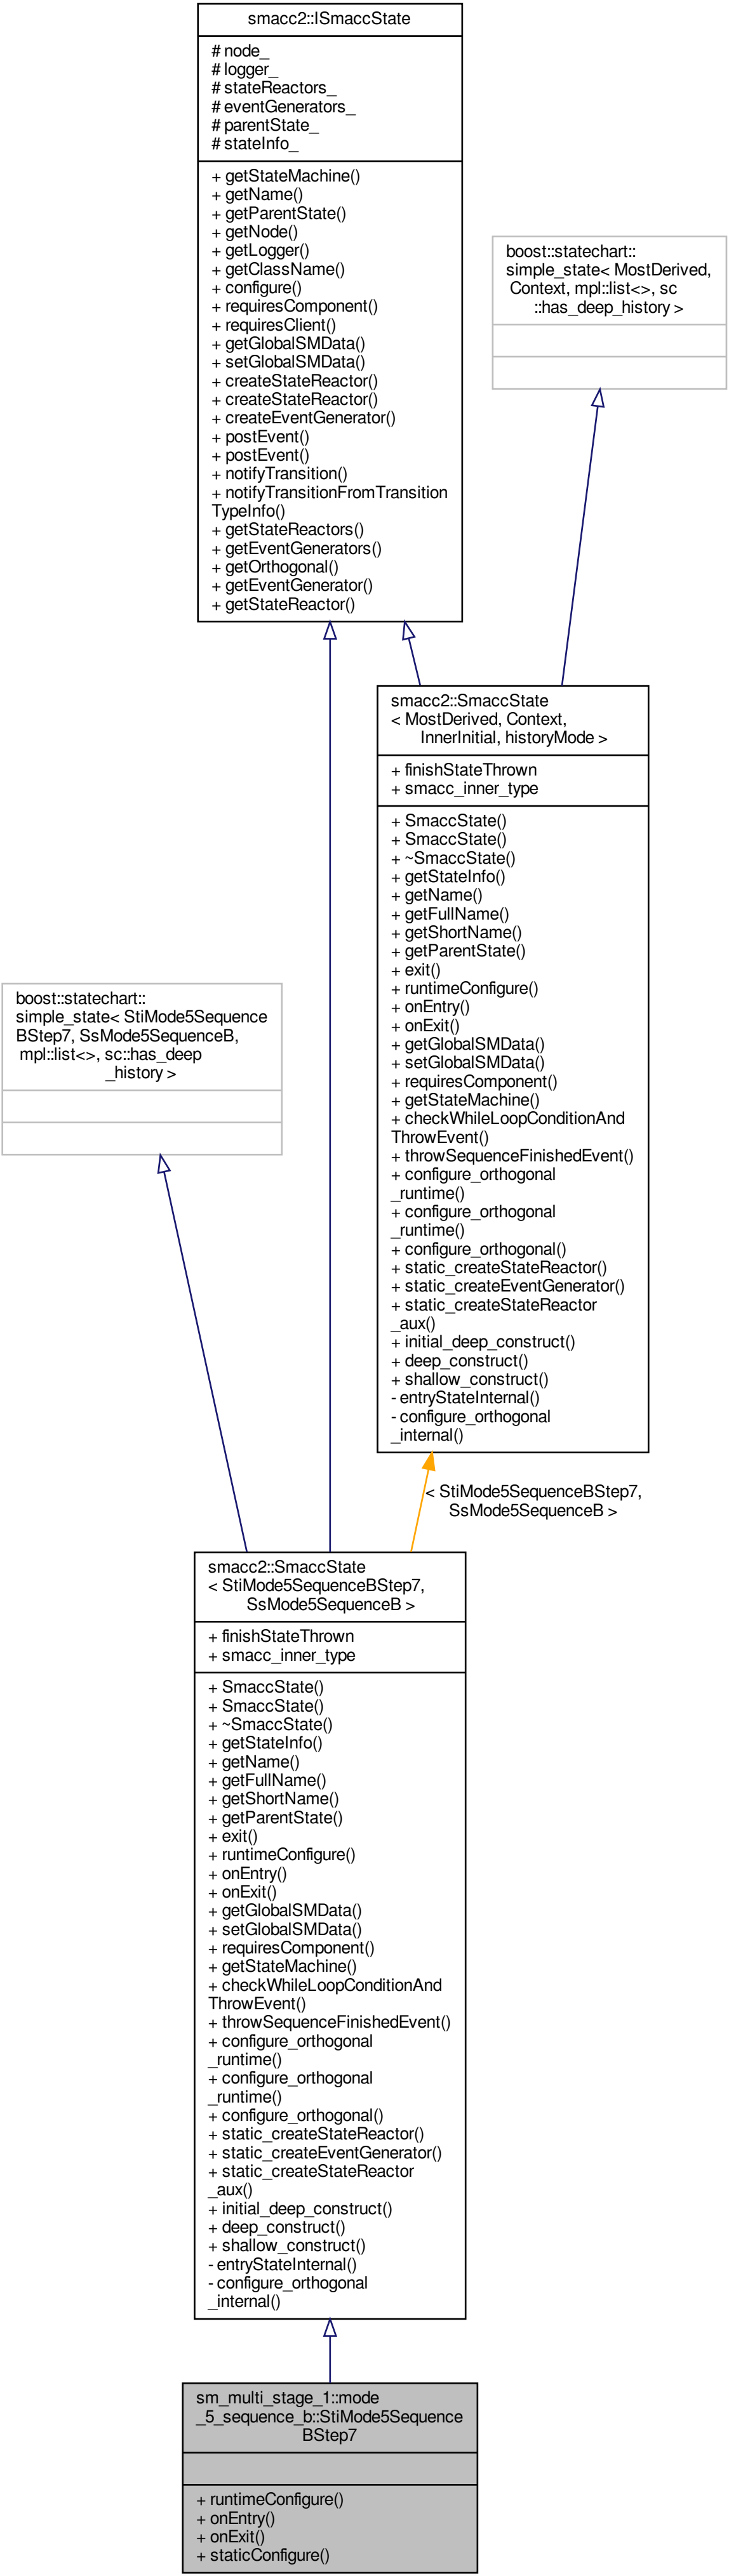 smacc2::ISmaccState
# node_
# logger_
# stateReactors_
# eventGenerators_
# parentState_
# stateInfo_
+ getStateMachine()
+ getName()
+ getParentState()
+ getNode()
+ getLogger()
+ getClassName()
+ configure()
+ requiresComponent()
+ requiresClient()
+ getGlobalSMData()
+ setGlobalSMData()
+ createStateReactor()
+ createStateReactor()
+ createEventGenerator()
+ postEvent()
+ postEvent()
+ notifyTransition()
+ notifyTransitionFromTransition
TypeInfo()
+ getStateReactors()
+ getEventGenerators()
+ getOrthogonal()
+ getEventGenerator()
+ getStateReactor()
boost::statechart::
simple_state< MostDerived,
Context, mpl::list<>, sc
::has_deep_history >
smacc2::SmaccState
< MostDerived, Context,
InnerInitial, historyMode >
+ finishStateThrown
+ smacc_inner_type
+ SmaccState()
+ SmaccState()
+ ~SmaccState()
+ getStateInfo()
+ getName()
+ getFullName()
+ getShortName()
+ getParentState()
+ exit()
+ runtimeConfigure()
+ onEntry()
+ onExit()
+ getGlobalSMData()
+ setGlobalSMData()
+ requiresComponent()
+ getStateMachine()
+ checkWhileLoopConditionAnd
ThrowEvent()
+ throwSequenceFinishedEvent()
+ configure_orthogonal
_runtime()
+ configure_orthogonal
_runtime()
+ configure_orthogonal()
+ static_createStateReactor()
+ static_createEventGenerator()
+ static_createStateReactor
_aux()
+ initial_deep_construct()
+ deep_construct()
+ shallow_construct()
- entryStateInternal()
- configure_orthogonal
_internal()
boost::statechart::
simple_state< StiMode5Sequence
BStep7, SsMode5SequenceB,
mpl::list<>, sc::has_deep
_history >
< StiMode5SequenceBStep7,
SsMode5SequenceB >
smacc2::SmaccState
< StiMode5SequenceBStep7,
SsMode5SequenceB >
+ finishStateThrown
+ smacc_inner_type
+ SmaccState()
+ SmaccState()
+ ~SmaccState()
+ getStateInfo()
+ getName()
+ getFullName()
+ getShortName()
+ getParentState()
+ exit()
+ runtimeConfigure()
+ onEntry()
+ onExit()
+ getGlobalSMData()
+ setGlobalSMData()
+ requiresComponent()
+ getStateMachine()
+ checkWhileLoopConditionAnd
ThrowEvent()
+ throwSequenceFinishedEvent()
+ configure_orthogonal
_runtime()
+ configure_orthogonal
_runtime()
+ configure_orthogonal()
+ static_createStateReactor()
+ static_createEventGenerator()
+ static_createStateReactor
_aux()
+ initial_deep_construct()
+ deep_construct()
+ shallow_construct()
- entryStateInternal()
- configure_orthogonal
_internal()
sm_multi_stage_1::mode
_5_sequence_b::StiMode5Sequence
BStep7
+ runtimeConfigure()
+ onEntry()
+ onExit()
+ staticConfigure()